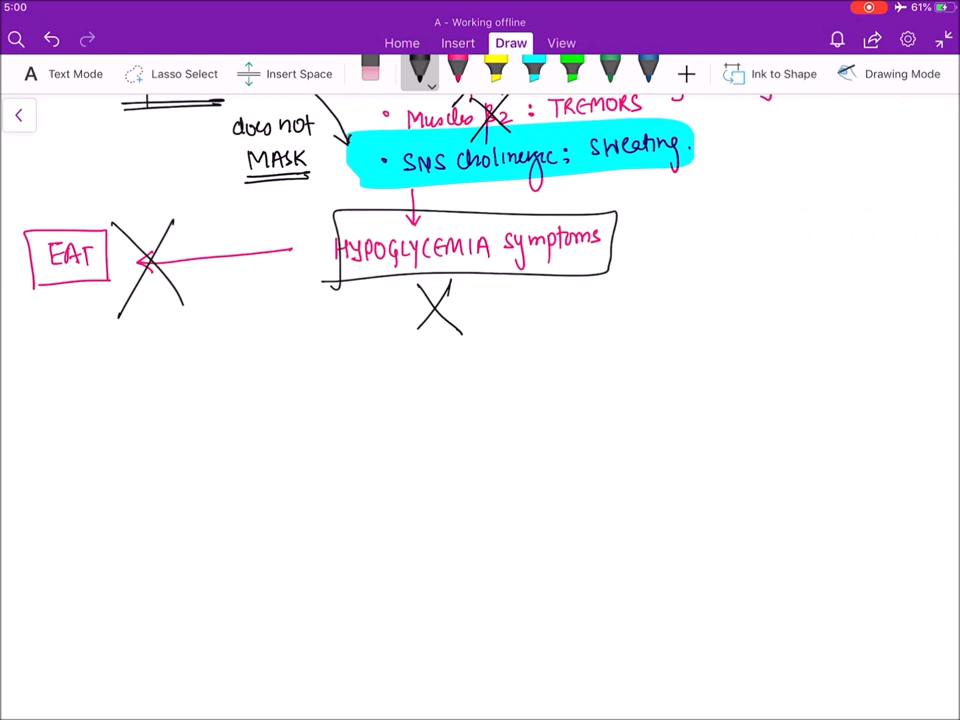 5:00
61%
A - Working offline
Home Insert Draw View
A Text Mode Lasso Select Insert Space + Ink to Shape Drawing Mode
• Muscles β2 : TREMORS
does not
MASK
• SNS cholinergic ; sweating.
EAT
HYPOGLYCEMIA symptoms